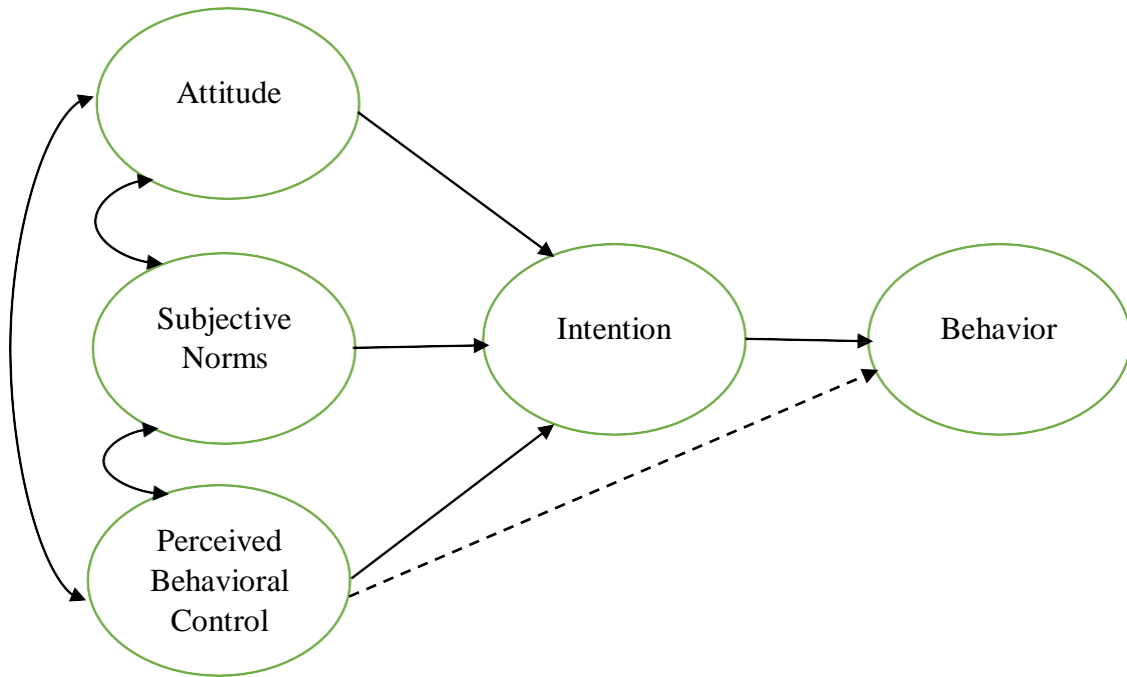 Attitude
Subjective
Norms
Intention
Behavior
Perceived
Behavioral
Control